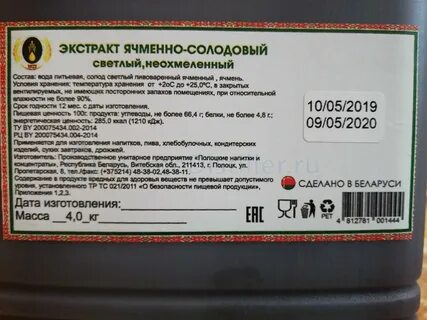 ЭКСТРАКТ ЯЧМЕННО-СОЛОДОВЫЙ
светлый,неохмеленный
Состав: вода питьевая, солод светлый пивоваренный ячменный , ячмень.
Условия хранения: температура хранения от +2оС до +25,0°С, в закрытых
вентилируемых, не имеющих посторонних запахов помещениях, при относительной
влажности не более 90%.
Срок годности 12 мес. с даты изготовления.
Пищевая ценность 100г. продукта: углеводы, не более 66,4 г; белки, не более 4,8 г.;
энергетическая ценность: 285,0 ккал (1210 кДж).
ТУ BY 200075434.002-2014
РЦ BY 200075434.004-2014
Применяется для изготовления напитков, пива, хлебобулочных, кондитерских
изделий, сухих завтраков, дрожжей.
Изготовитель: Производственное унитарное предприятие «Полоцкие напитки и
концентраты», Республика Беларусь, Витебская обл., 211413, г. Полоцк, ул.
8, тел./факс: (+375214) 48-38-02,48-38-11.
Содержание в продукте вредных для здоровья веществ не превышает допустимого
уровня, установленного ТР ТС 021/2011 «О безопасности пищевой продукции»,
Приложения 1,2,3.
Дата изготовления:
Масса 4,0 кг
10/05/2019
09/05/2020
СДЕЛАНО В БЕЛАРУСИ
EAC
PET
4 812781 001444